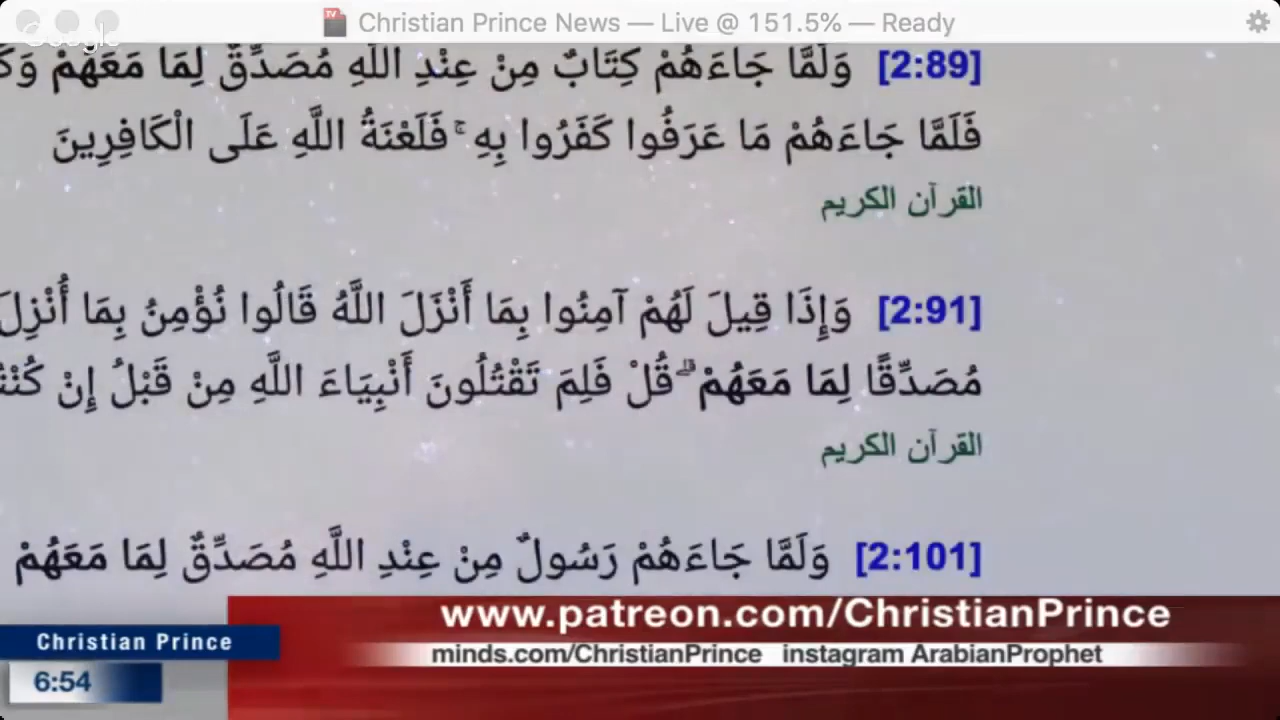 Christian Prince News — Live @ 151.5% — Ready
Google
[2:89] وَلَمَّا جَاءَهُمْ كِتَابٌ مِنْ عِنْدِ اللَّهِ مُصَدِّقٌ لِمَا مَعَهُمْ
فَلَمَّا جَاءَهُمْ مَا عَرَفُوا كَفَرُوا بِهِ ۚ فَلَعْنَةُ اللَّهِ عَلَى الْكَافِرِينَ
القرآن الكريم
[2:91] وَإِذَا قِيلَ لَهُمْ آمِنُوا بِمَا أَنْزَلَ اللَّهُ قَالُوا نُؤْمِنُ بِمَا أُنْزِلَ
مُصَدِّقًا لِمَا مَعَهُمْ ۗ قُلْ فَلِمَ تَقْتُلُونَ أَنْبِيَاءَ اللَّهِ مِنْ قَبْلُ إِنْ
القرآن الكريم
[2:101] وَلَمَّا جَاءَهُمْ رَسُولٌ مِنْ عِنْدِ اللَّهِ مُصَدِّقٌ لِمَا مَعَهُمْ
www.patreon.com/ChristianPrince
Christian Prince
minds.com/ChristianPrince instagram ArabianProphet
6:54